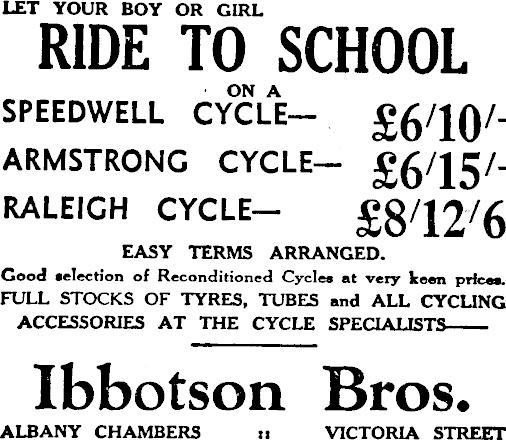 LET YOUR BOY OR GIRL
RIDE TO SCHOOL
ON A
SPEEDWELL CYCLE— £6/10/-
ARMSTRONG CYCLE— £6/15/-
RALEIGH CYCLE— £8/12/6
EASY TERMS ARRANGED.
Good selection of Reconditioned Cycles at very keen prices.
FULL STOCKS OF TYRES, TUBES and ALL CYCLING
ACCESSORIES AT THE CYCLE SPECIALISTS—
Ibbotson Bros.
ALBANY CHAMBERS :: VICTORIA STREET